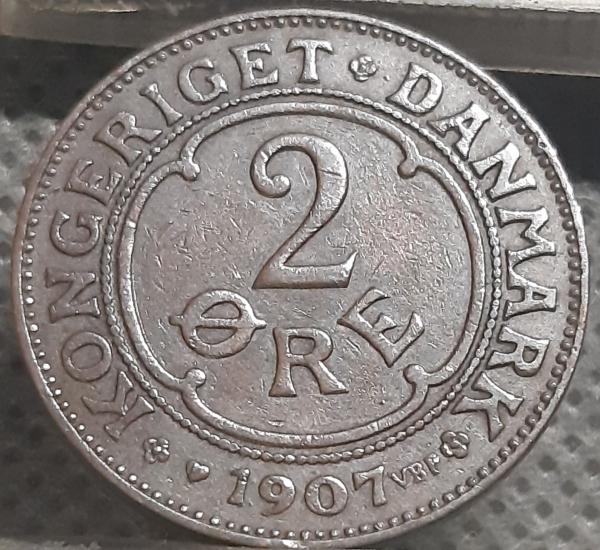 KONGERIGET · DANMARK
2
ØRE
1907 VBP